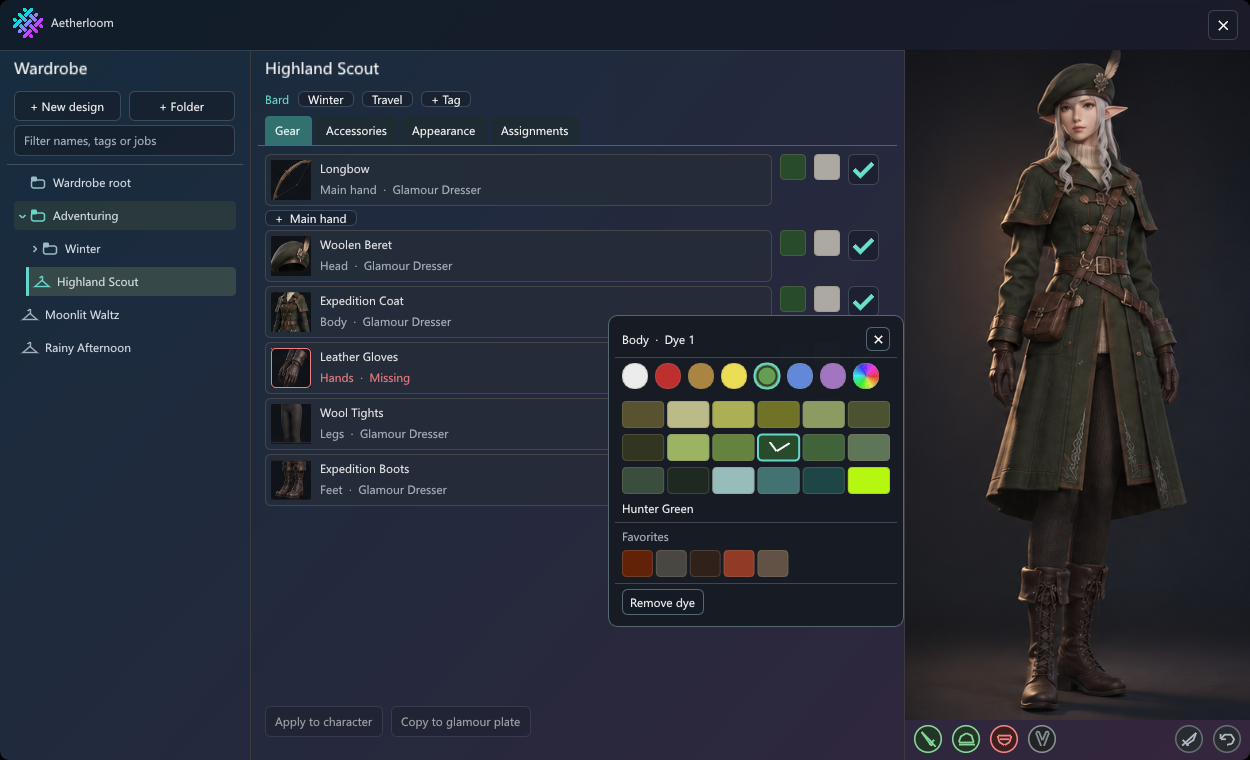 Aetherloom
Wardrobe
+ New design
+ Folder
Filter names, tags or jobs
Wardrobe root
Adventuring
Winter
Highland Scout
Moonlit Waltz
Rainy Afternoon
Highland Scout
Bard
Winter
Travel
+ Tag
Gear
Accessories
Appearance
Assignments
Longbow
Main hand · Glamour Dresser
+ Main hand
Woolen Beret
Head · Glamour Dresser
Expedition Coat
Body · Glamour Dresser
Leather Gloves
Hands · Missing
Wool Tights
Legs · Glamour Dresser
Expedition Boots
Feet · Glamour Dresser
Body · Dye 1
Hunter Green
Favorites
Remove dye
Apply to character
Copy to glamour plate